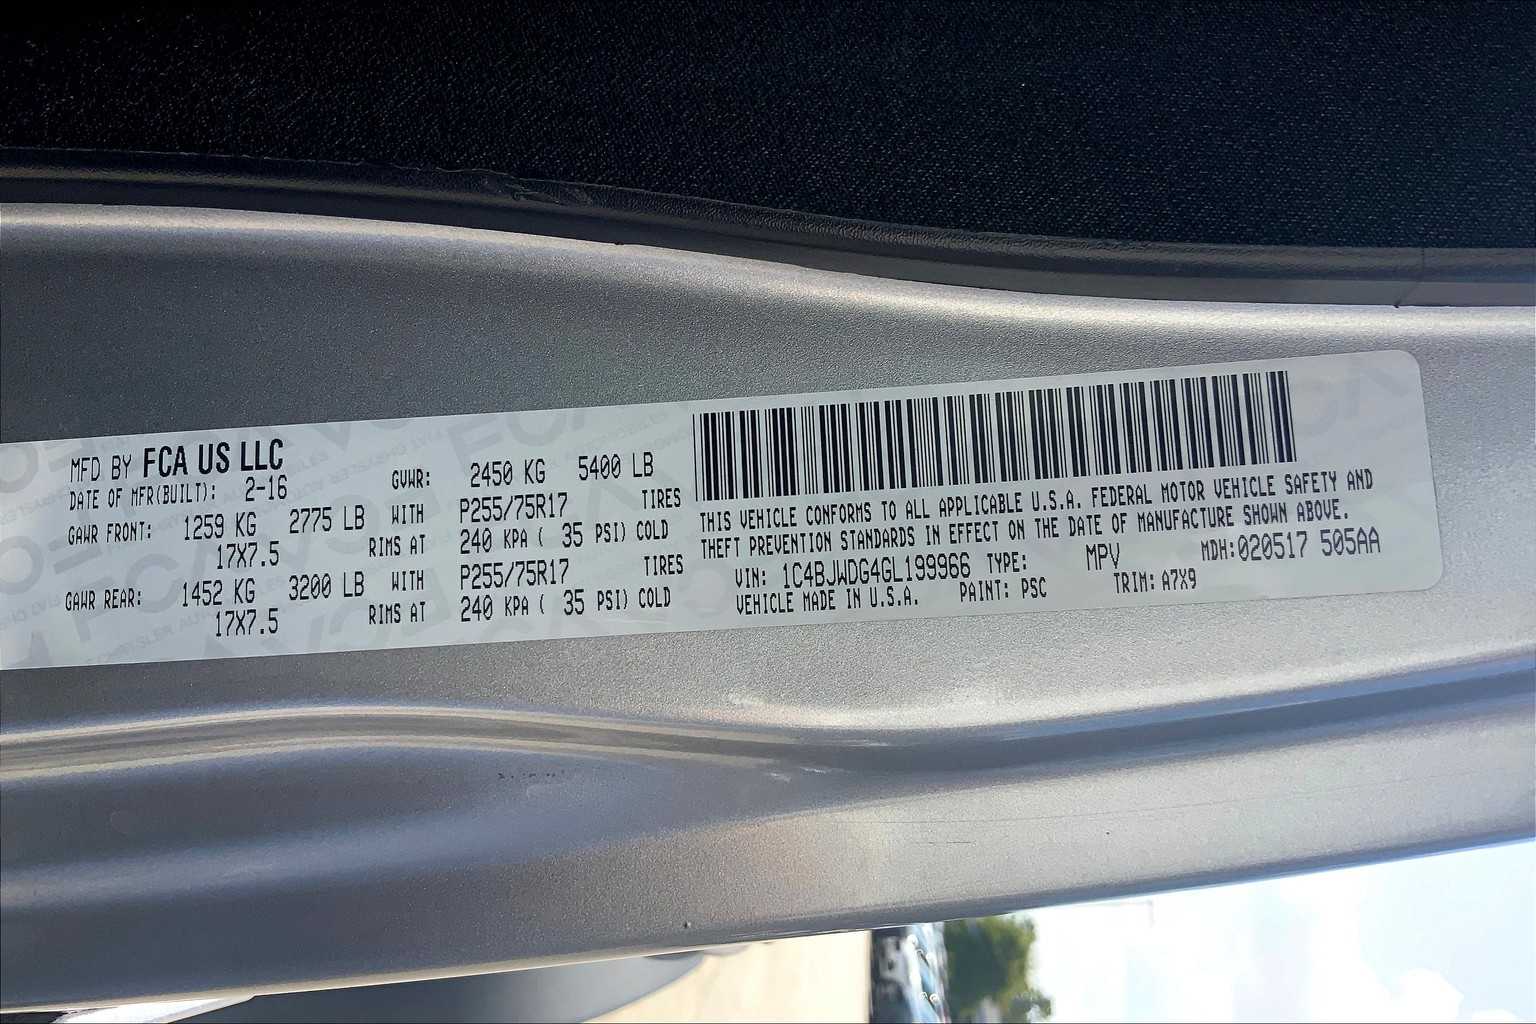 MFD BY FCA US LLC
DATE OF MFR(BUILT): 2-16
GVWR: 2450 KG 5400 LB
GAWR FRONT: 1259 KG 2775 LB WITH P255/75R17 TIRES
17X7.5 RIMS AT 240 KPA ( 35 PSI) COLD
GAWR REAR: 1452 KG 3200 LB WITH P255/75R17 TIRES
17X7.5 RIMS AT 240 KPA ( 35 PSI) COLD
THIS VEHICLE CONFORMS TO ALL APPLICABLE U.S.A. FEDERAL MOTOR VEHICLE SAFETY AND
THEFT PREVENTION STANDARDS IN EFFECT ON THE DATE OF MANUFACTURE SHOWN ABOVE.
VIN: 1C4BJWDG4GL199966 TYPE: MPV MDH:020517 505AA
VEHICLE MADE IN U.S.A. PAINT: PSC TRIM: A7X9